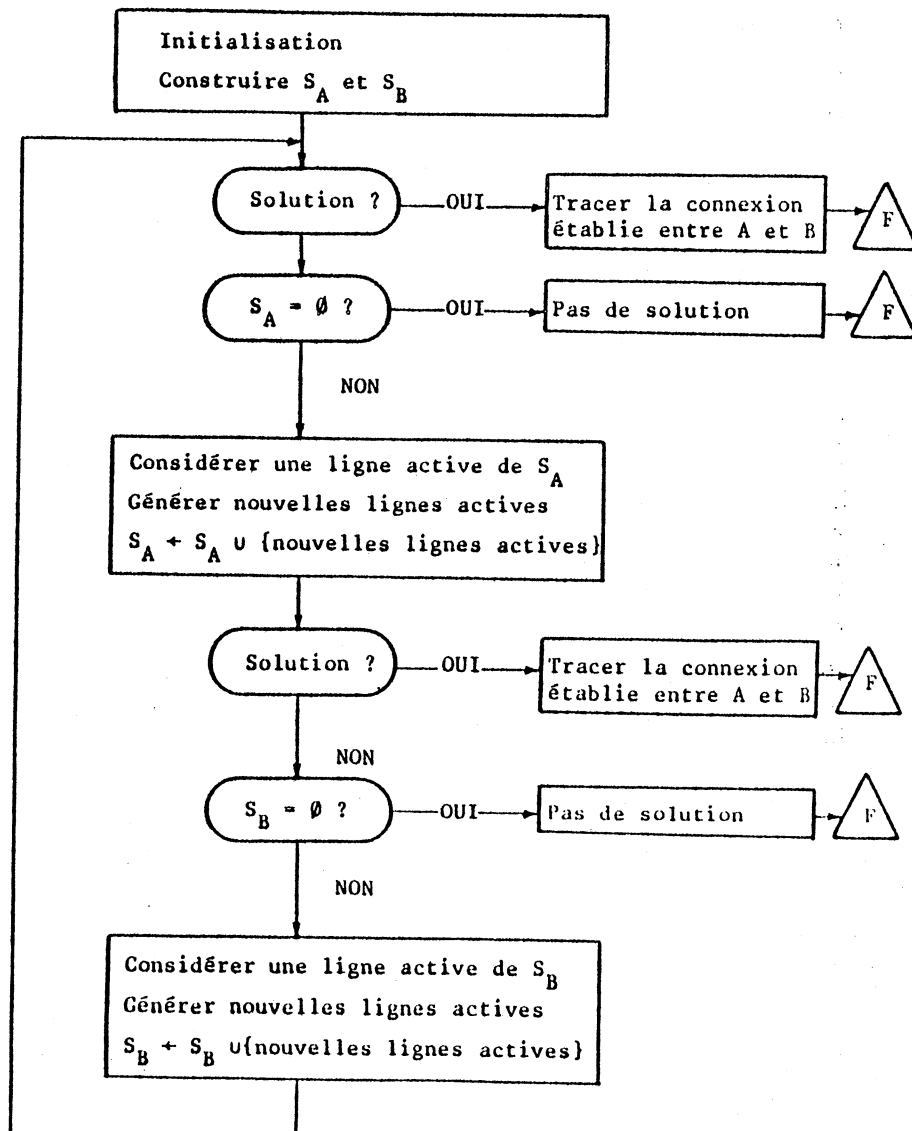 Initialisation
Construire S_A et S_B
Solution ?
OUI
Tracer la connexion
établie entre A et B
F
S_A = ∅ ?
OUI
Pas de solution
F
NON
Considérer une ligne active de S_A
Générer nouvelles lignes actives
S_A ← S_A ∪ {nouvelles lignes actives}
Solution ?
OUI
Tracer la connexion
établie entre A et B
F
NON
S_B = ∅ ?
OUI
Pas de solution
F
NON
Considérer une ligne active de S_B
Générer nouvelles lignes actives
S_B ← S_B ∪{nouvelles lignes actives}